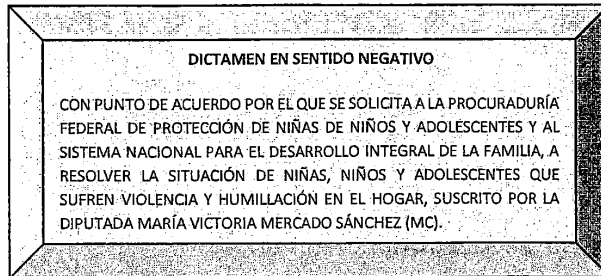 DICTAMEN EN SENTIDO NEGATIVO
CON PUNTO DE ACUERDO POR EL QUE SE SOLICITA A LA PROCURADURÍA
FEDERAL DE PROTECCIÓN DE NIÑAS DE NIÑOS Y ADOLESCENTES Y AL
SISTEMA NACIONAL PARA EL DESARROLLO INTEGRAL DE LA FAMILIA, A
RESOLVER LA SITUACIÓN DE NIÑAS, NIÑOS Y ADOLESCENTES QUE
SUFREN VIOLENCIA Y HUMILLACIÓN EN EL HOGAR, SUSCRITO POR LA
DIPUTADA MARÍA VICTORIA MERCADO SÁNCHEZ (MC).